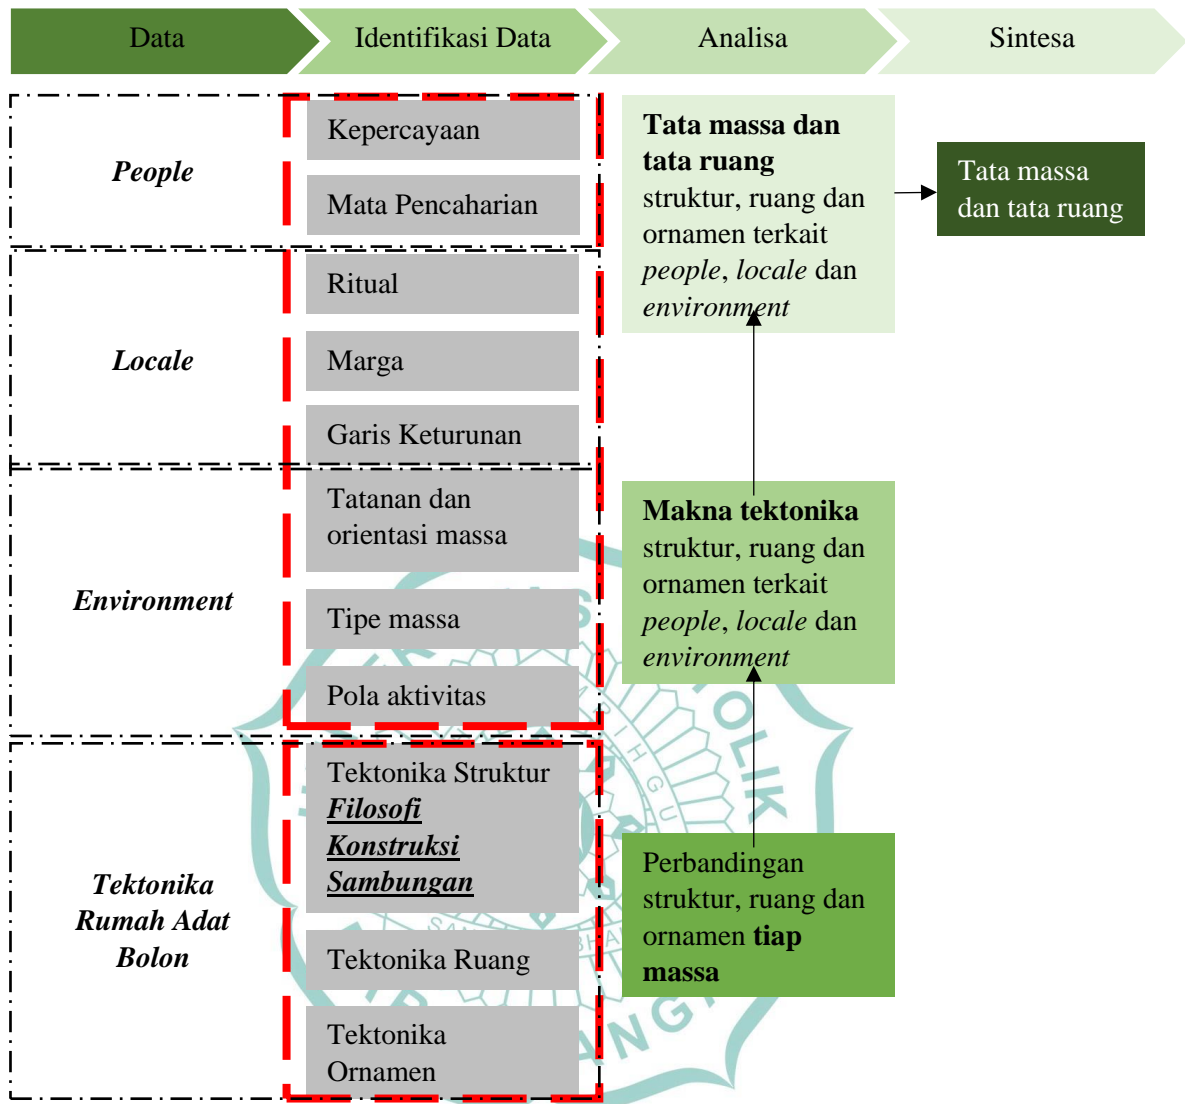 Data
Identifikasi Data
Analisa
Sintesa
People
Kepercayaan
Mata Pencaharian
Locale
Ritual
Marga
Garis Keturunan
Environment
Tatanan dan
orientasi massa
Tipe massa
Pola aktivitas
Tektonika
Rumah Adat
Bolon
Tektonika Struktur
Filosofi
Konstruksi
Sambungan
Tektonika Ruang
Tektonika
Ornamen
Tata massa dan
tata ruang
struktur, ruang dan
ornamen terkait
people, locale dan
environment
Makna tektonika
struktur, ruang dan
ornamen terkait
people, locale dan
environment
Perbandingan
struktur, ruang dan
ornamen tiap
massa
Tata massa
dan tata ruang